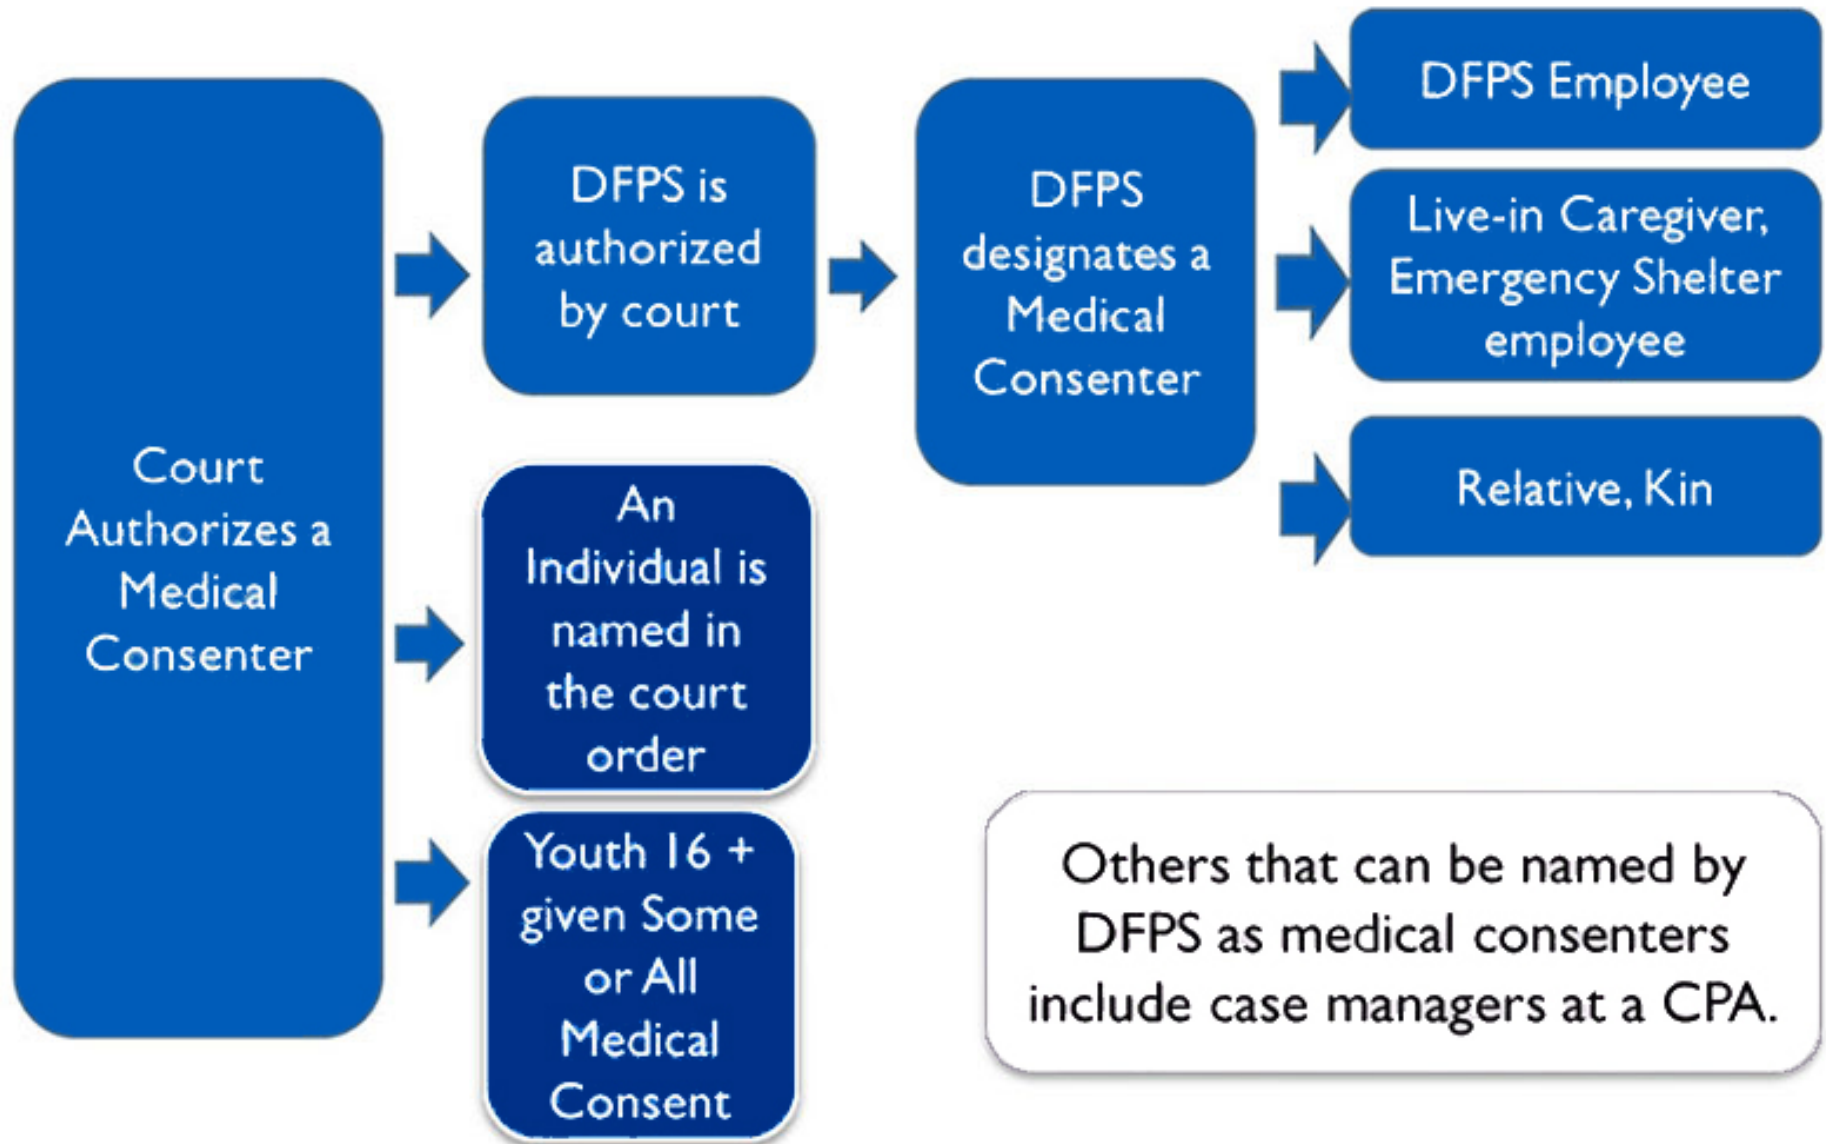 Court
Authorizes a
Medical
Consenter
DFPS is
authorized
by court
An
Individual is
named in
the court
order
Youth 16 +
given Some
or All
Medical
Consent
DFPS
designates a
Medical
Consenter
DFPS Employee
Live-in Caregiver,
Emergency Shelter
employee
Relative, Kin
Others that can be named by
DFPS as medical consenters
include case managers at a CPA.